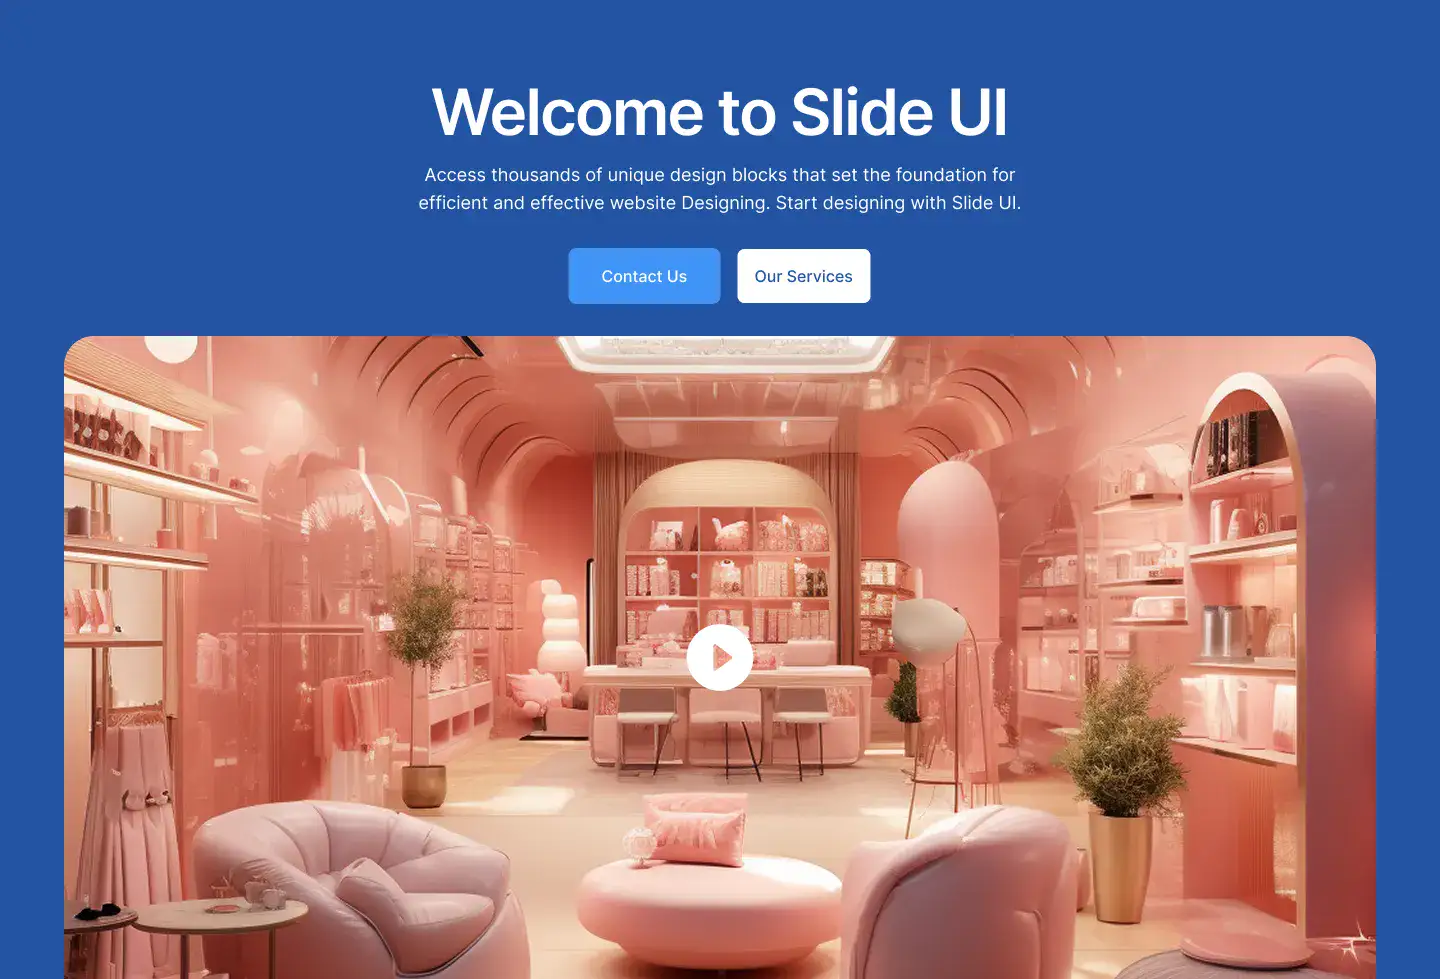 Welcome to Slide UI
Access thousands of unique design blocks that set the foundation for
efficient and effective website Designing. Start designing with Slide UI.
Contact Us
Our Services